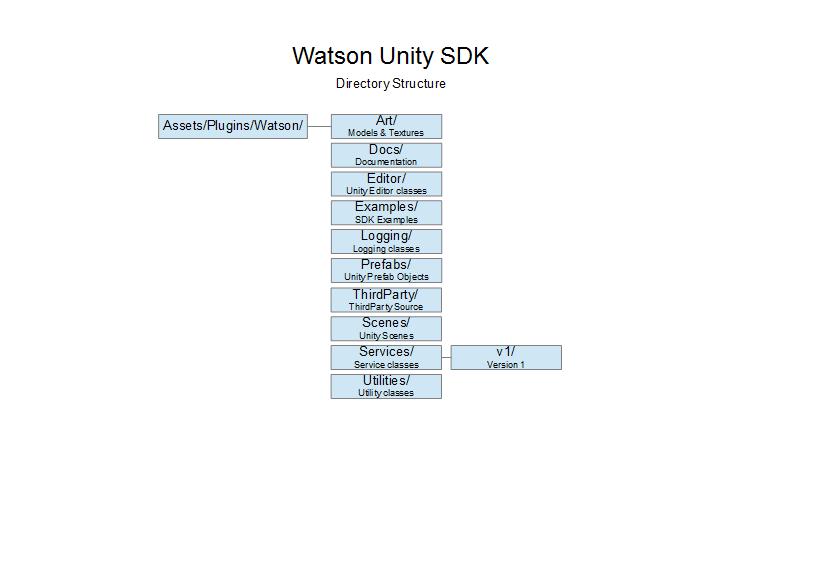 Watson Unity SDK
Directory Structure
Assets/Plugins/Watson/
Art/
Models & Textures
Docs/
Documentation
Editor/
Unity Editor classes
Examples/
SDK Examples
Logging/
Logging classes
Prefabs/
Unity Prefab Objects
ThirdParty/
ThirdParty Source
Scenes/
Unity Scenes
Services/
Service classes
v1/
Version 1
Utilities/
Utility classes